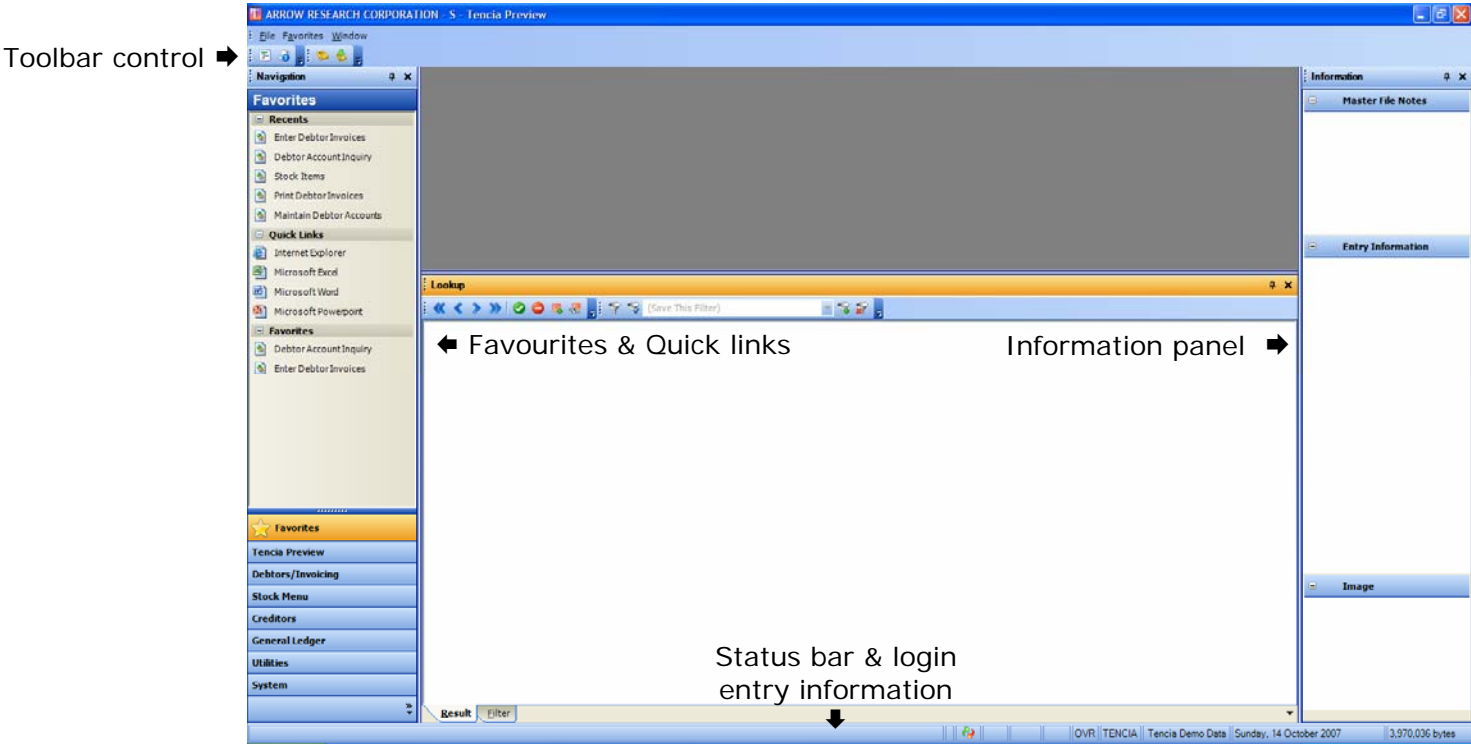 ARROW RESEARCH CORPORATION - S - Tencia Preview
File Favorites Window
Toolbar control
Navigation
Favorites
Recents
Enter Debtor Invoices
Debtor Account Inquiry
Stock Items
Print Debtor Invoices
Maintain Debtor Accounts
Quick Links
Internet Explorer
Microsoft Excel
Microsoft Word
Microsoft Powerpoint
Favorites
Debtor Account Inquiry
Enter Debtor Invoices
Favorites
Tencia Preview
Debtors/Invoicing
Stock Menu
Creditors
General Ledger
Utilities
System
Lookup
(Save This Filter)
Favourites & Quick links
Information panel
Status bar & login
entry information
Result Filter
Information
Master File Notes
Entry Information
Image
OVR TENCIA Tencia Demo Data Sunday, 14 October 2007 3,970,036 bytes